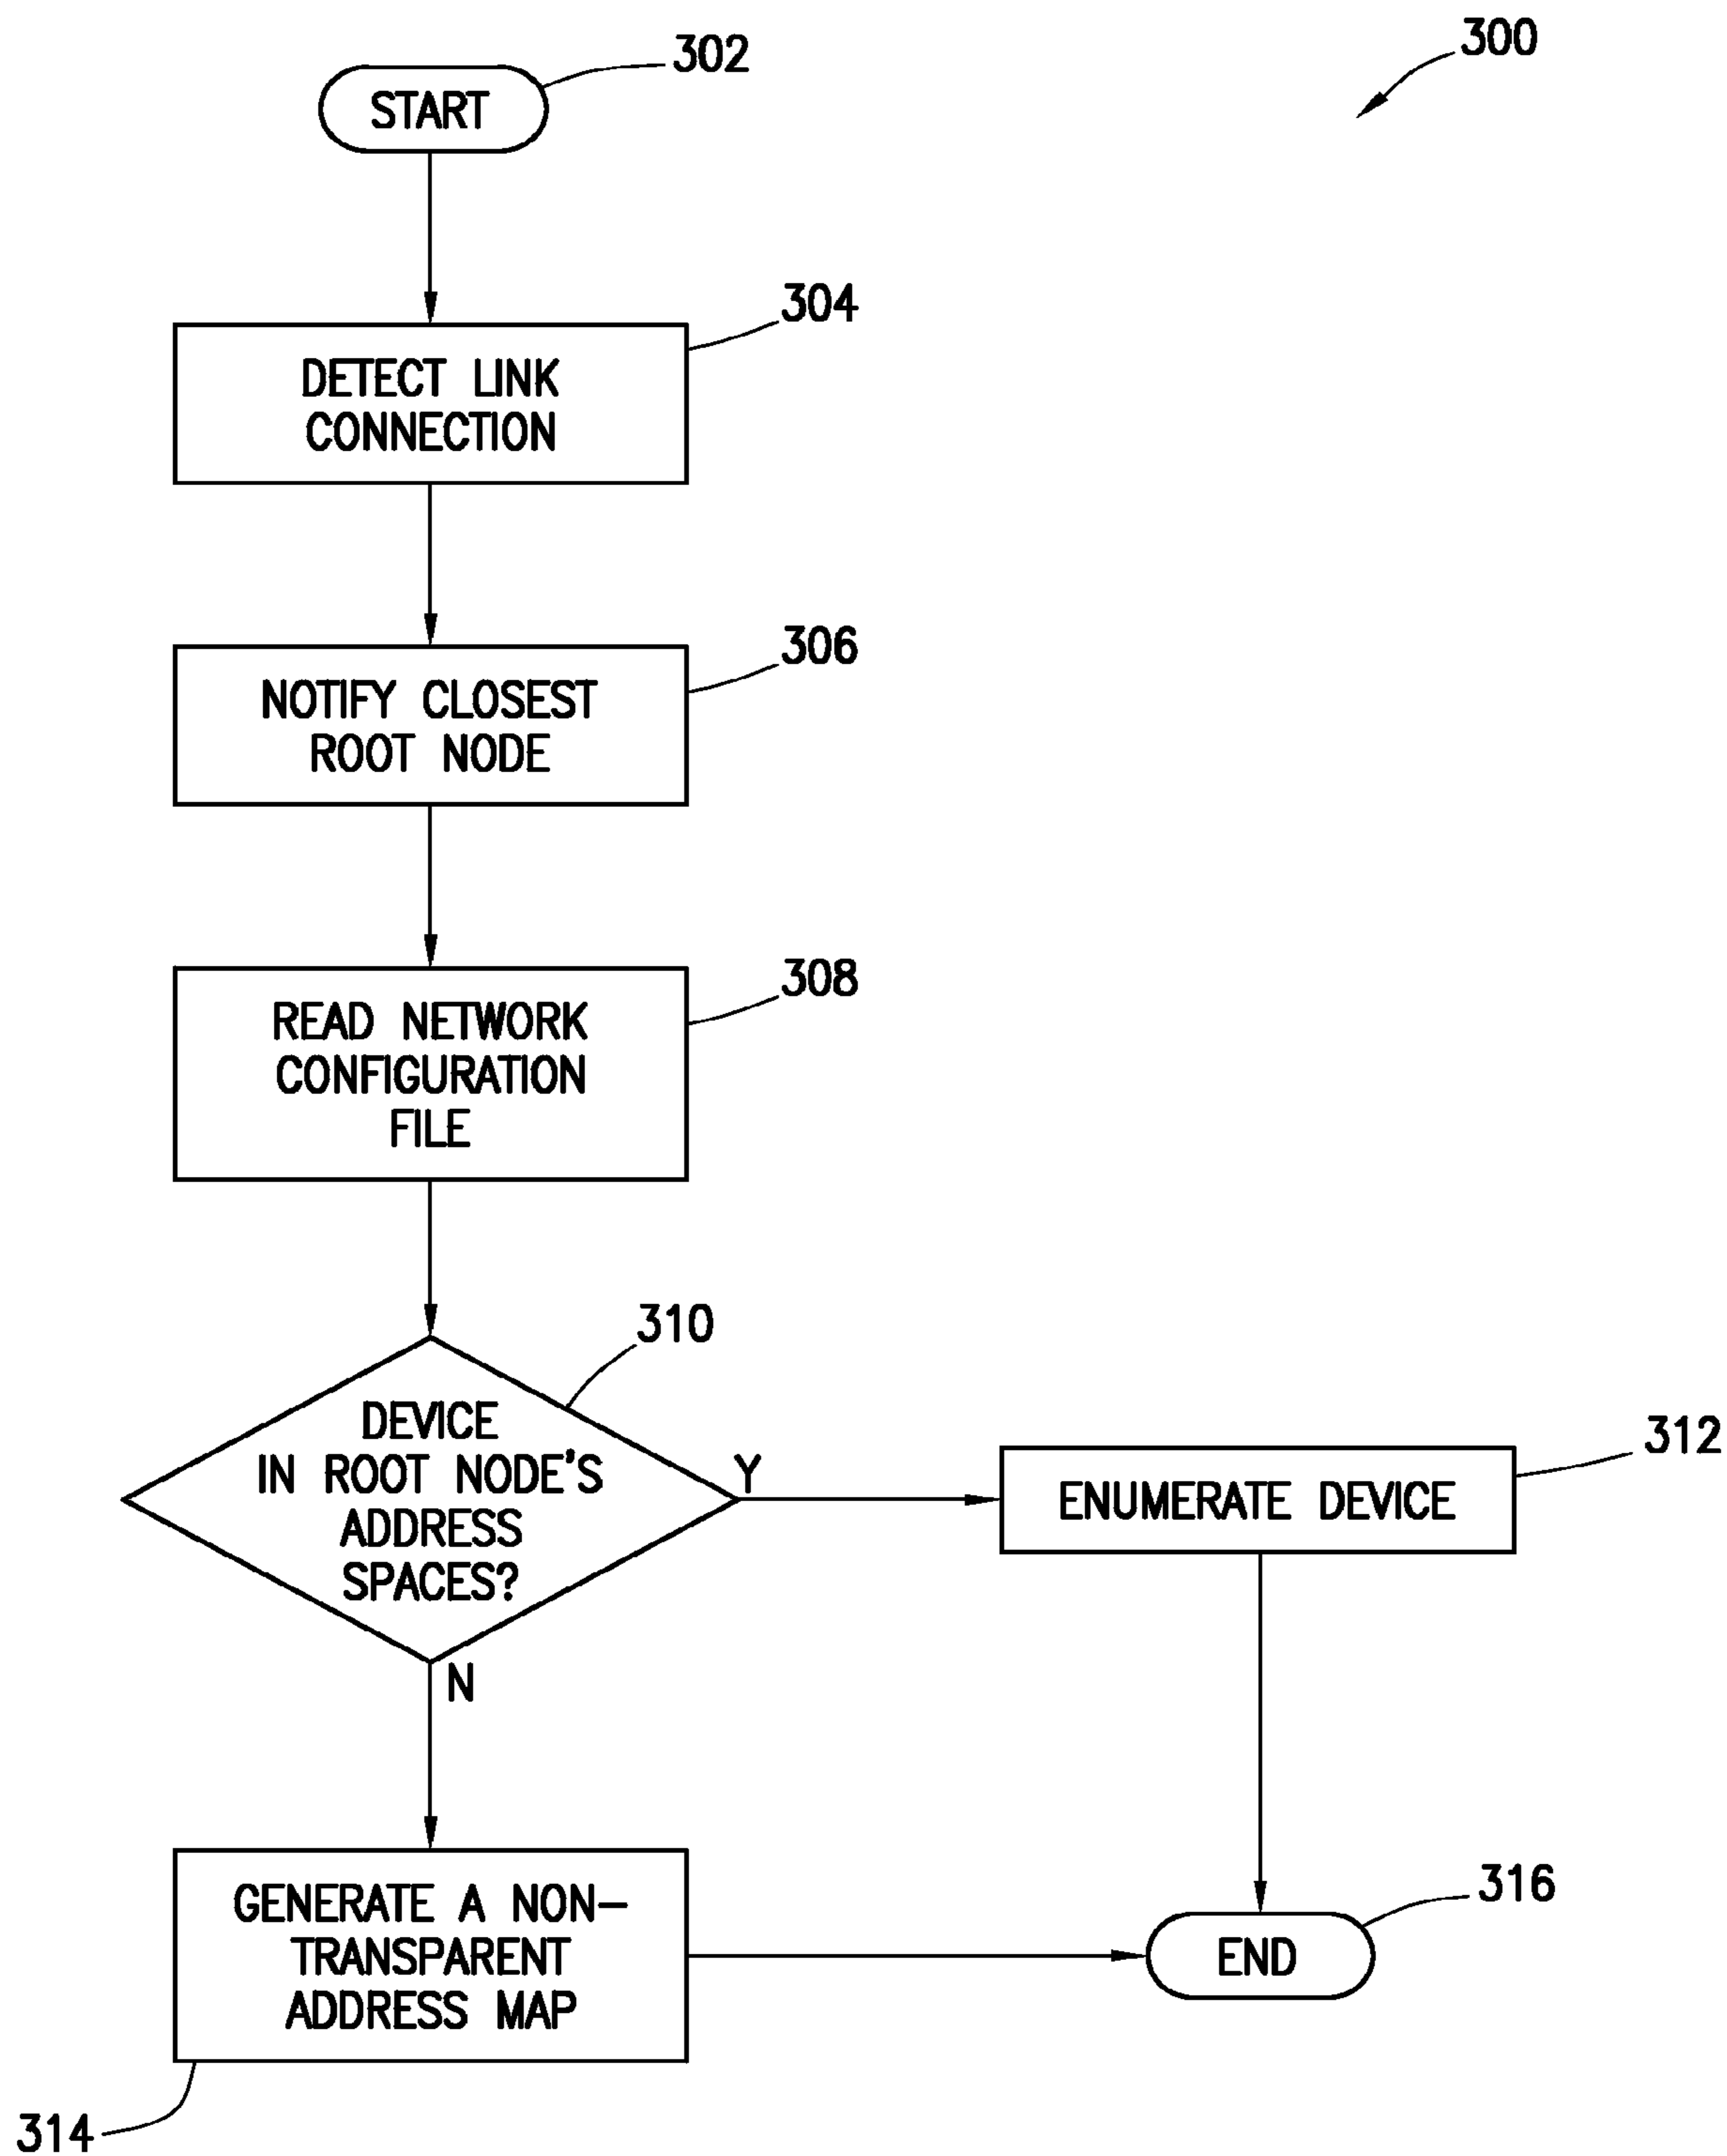 300
302
START
304
DETECT LINK
CONNECTION
306
NOTIFY CLOSEST
ROOT NODE
308
READ NETWORK
CONFIGURATION
FILE
310
DEVICE
IN ROOT NODE'S
ADDRESS
SPACES?
Y
312
ENUMERATE DEVICE
N
GENERATE A NON-
TRANSPARENT
ADDRESS MAP
314
316
END